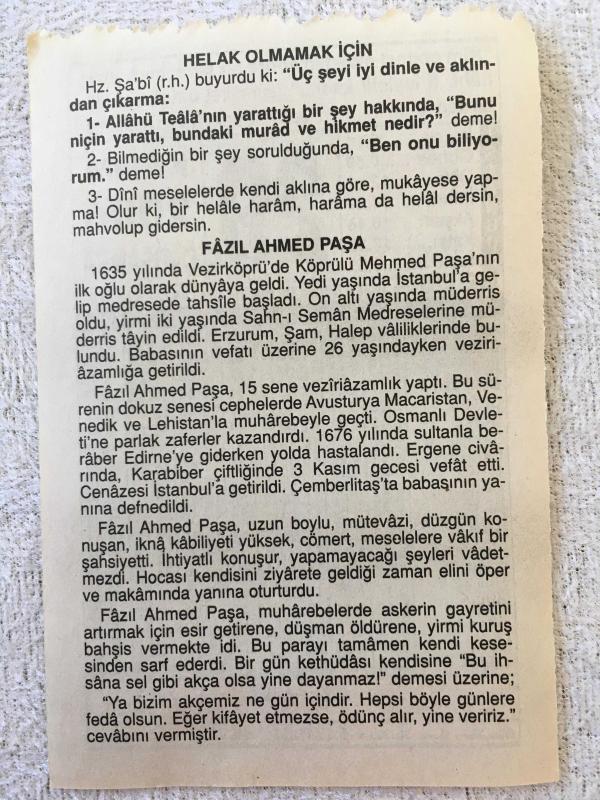 HELAK OLMAMAK İÇİN
Hz. Şa'bî (r.h.) buyurdu ki: “Üç şeyi iyi dinle ve aklın-
dan çıkarma:
1- Allâhü Teâlâ'nın yarattığı bir şey hakkında, “Bunu
niçin yarattı, bundaki murâd ve hikmet nedir?” deme!
2- Bilmediğin bir şey sorulduğunda, “Ben onu biliyo-
rum.” deme!
3- Dînî meselelerde kendi aklına göre, mukâyese yap-
ma! Olur ki, bir helâle harâm, harâma da helâl dersin,
mahvolup gidersin.
FÂZIL AHMED PAŞA
1635 yılında Vezirköprü'de Köprülü Mehmed Paşa'nın
ilk oğlu olarak dünyâya geldi. Yedi yaşında İstanbul'a ge-
lip medresede tahsîle başladı. On altı yaşında müderris
oldu, yirmi iki yaşında Sahn-ı Semân Medreselerine mü-
derris tâyin edildi. Erzurum, Şam, Halep vâliliklerinde bu-
lundu. Babasının vefatı üzerine 26 yaşındayken veziri-
âzamlığa getirildi.
Fâzıl Ahmed Paşa, 15 sene vezîriâzamlık yaptı. Bu sü-
renin dokuz senesi cephelerde Avusturya Macaristan, Ve-
nedik ve Lehistan'la muhârebeyle geçti. Osmanlı Devle-
ti'ne parlak zaferler kazandırdı. 1676 yılında sultanla be-
râber Edirne'ye giderken yolda hastalandı. Ergene civâ-
rında, Karabiber çiftliğinde 3 Kasım gecesi vefât etti.
Cenâzesi İstanbul'a getirildi. Çemberlitaş'ta babasının ya-
nına defnedildi.
Fâzıl Ahmed Paşa, uzun boylu, mütevâzi, düzgün ko-
nuşan, iknâ kâbiliyeti yüksek, cömert, meselelere vâkıf bir
şahsiyetti. İhtiyatlı konuşur, yapamayacağı şeyleri vâdet-
mezdi. Hocası kendisini ziyârete geldiği zaman elini öper
ve makâmında yanına oturturdu.
Fâzıl Ahmed Paşa, muhârebelerde askerin gayretini
artırmak için esir getirene, düşman öldürene, yirmi kuruş
bahşiş vermekte idi. Bu parayı tamâmen kendi kese-
sinden sarf ederdi. Bir gün kethüdâsı kendisine “Bu ih-
sâna sel gibi akça olsa yine dayanmaz!” demesi üzerine;
“Ya bizim akçemiz ne gün içindir. Hepsi böyle günlere
fedâ olsun. Eğer kifâyet etmezse, ödünç alır, yine veririz.”
cevâbını vermiştir.